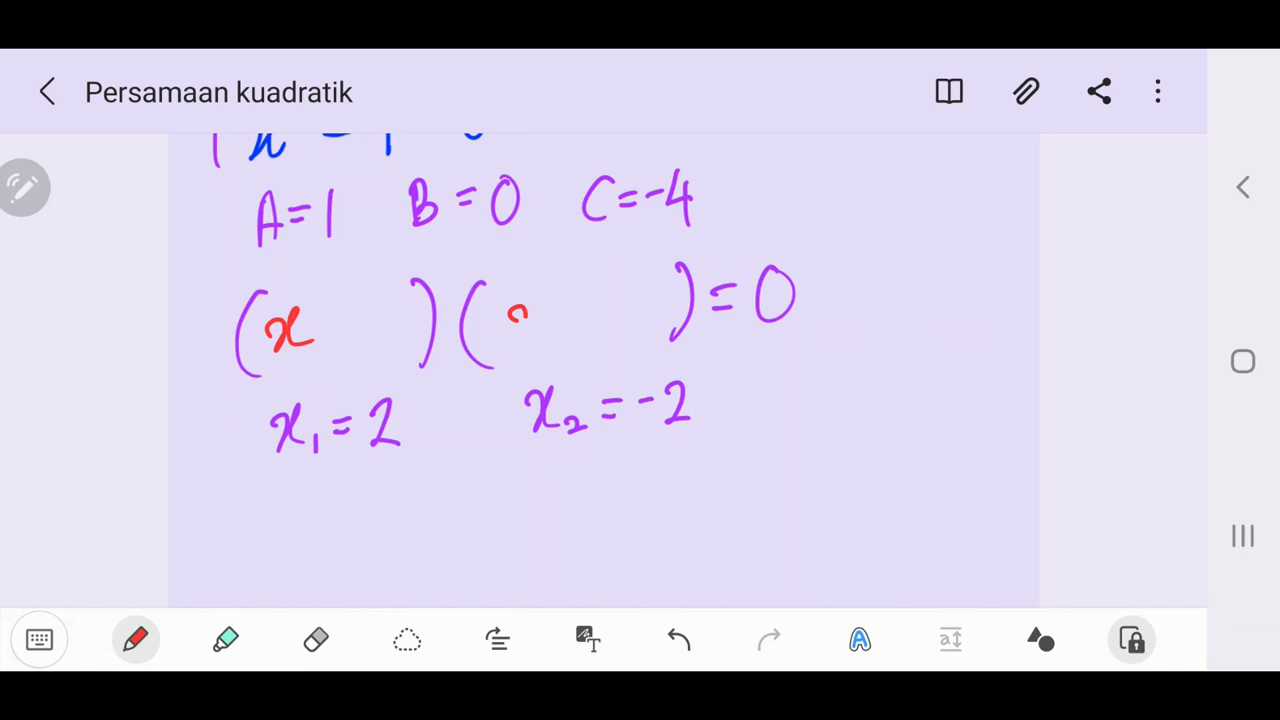 Persamaan kuadratik
A=1 B=0 C=-4
(x )( )=0
x₁=2 x₂=-2